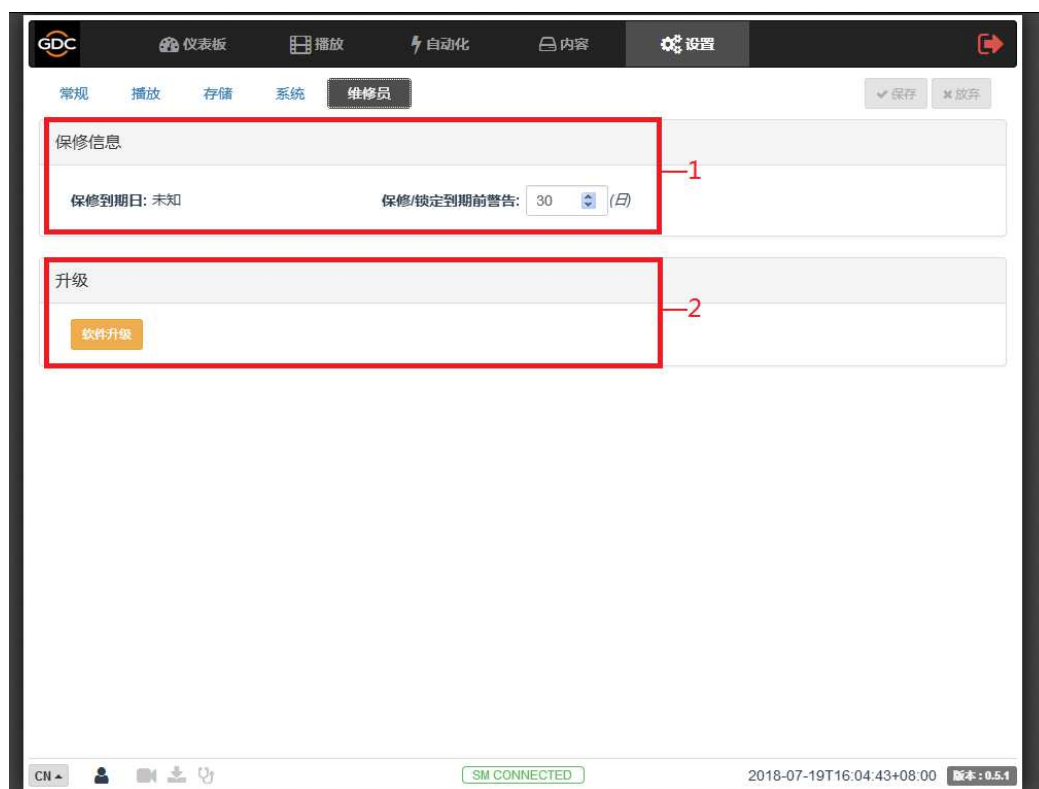 GDC 仪表板 播放 自动化 内容 设置
常规 播放 存储 系统 维修员 保存 放弃
保修信息
1
保修到期日: 未知 保修/锁定到期前警告: 30 (日)
升级
2
软件升级
CN SM CONNECTED 2018-07-19T16:04:43+08:00 版本 : 0.5.1